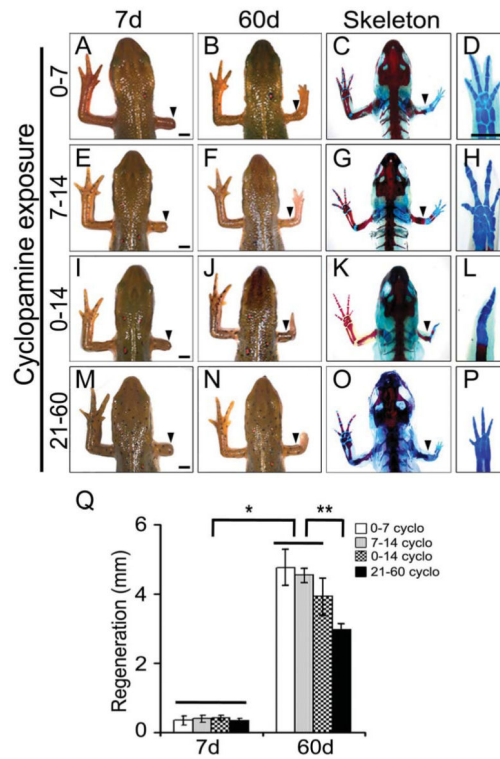 7d 60d Skeleton
Cyclopamine exposure
0-7
A B C D
7-14
E F G H
0-14
I J K L
21-60
M N O P
Q
* **
0-7 cyclo
7-14 cyclo
0-14 cyclo
21-60 cyclo
Regeneration (mm)
6
4
2
0
7d 60d